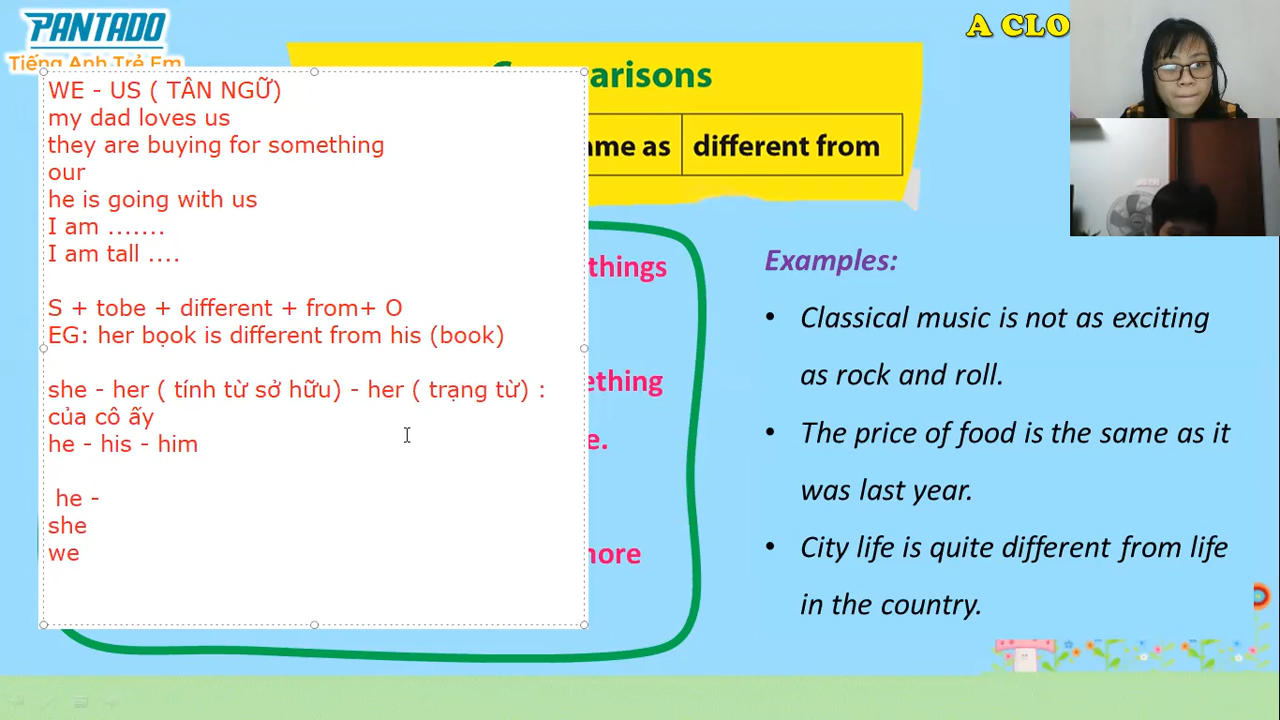 PANTADO
Tiếng Anh Trẻ Em
A CLO
arisons
ame as
different from
WE - US ( TÂN NGỮ)
my dad loves us
they are buying for something
our
he is going with us
I am .......
I am tall ....
S + tobe + different + from+ O
EG: her bọok is different from his (book)
she - her ( tính từ sở hữu) - her ( trạng từ) :
của cô ấy
he - his - him
he -
she
we
things
ething
e.
nore
Examples:
• Classical music is not as exciting
as rock and roll.
• The price of food is the same as it
was last year.
• City life is quite different from life
in the country.